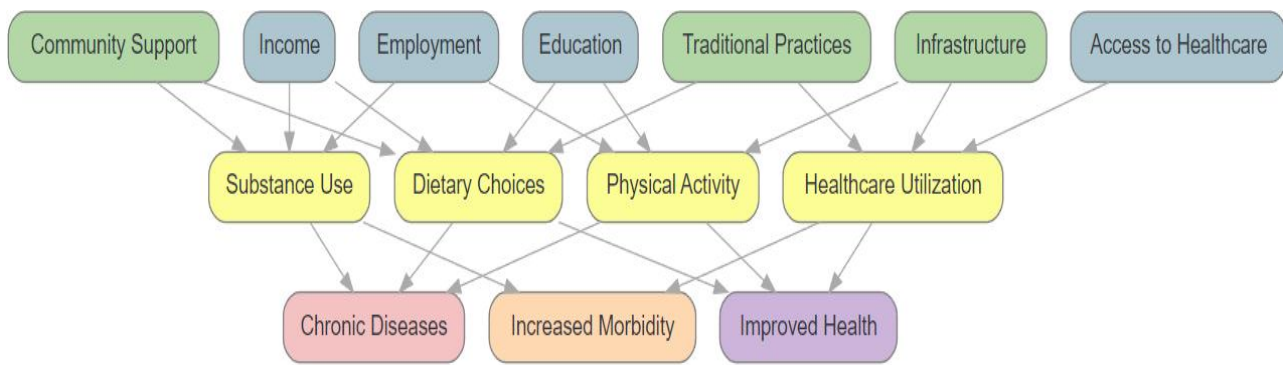 Community Support
Income
Employment
Education
Traditional Practices
Infrastructure
Access to Healthcare
Substance Use
Dietary Choices
Physical Activity
Healthcare Utilization
Chronic Diseases
Increased Morbidity
Improved Health